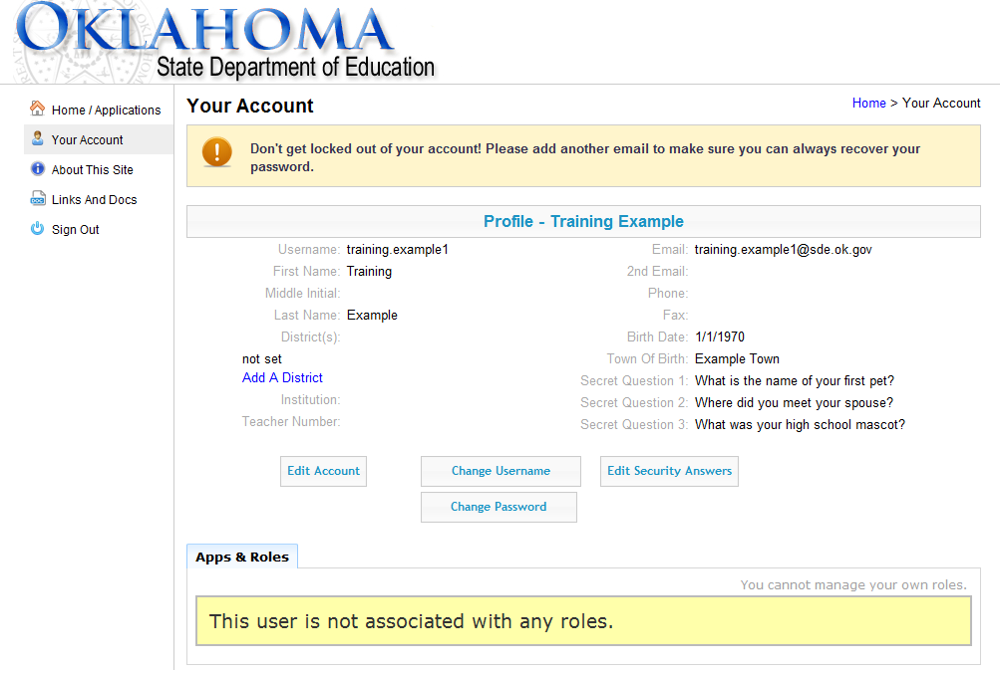 OKLAHOMA
State Department of Education
Home / Applications
Your Account
About This Site
Links And Docs
Sign Out
Your Account
Home > Your Account
Don't get locked out of your account! Please add another email to make sure you can always recover your
password.
Profile - Training Example
Username: training.example1
First Name: Training
Middle Initial:
Last Name: Example
District(s):
not set
Add A District
Institution:
Teacher Number:
Email: training.example1@sde.ok.gov
2nd Email:
Phone:
Fax:
Birth Date: 1/1/1970
Town Of Birth: Example Town
Secret Question 1: What is the name of your first pet?
Secret Question 2: Where did you meet your spouse?
Secret Question 3: What was your high school mascot?
Edit Account
Change Username
Edit Security Answers
Change Password
Apps & Roles
You cannot manage your own roles.
This user is not associated with any roles.